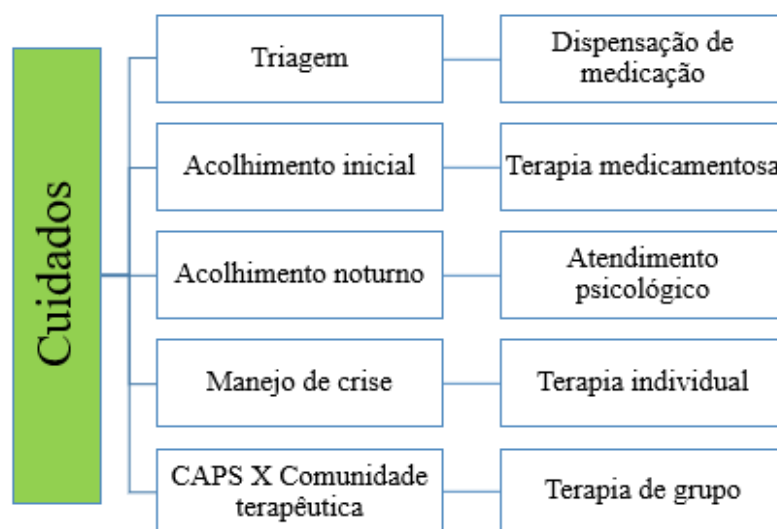 Cuidados
Triagem
Dispensação de
medicação
Acolhimento inicial
Terapia medicamentosa
Acolhimento noturno
Atendimento
psicológico
Manejo de crise
Terapia individual
CAPS X Comunidade
terapêutica
Terapia de grupo